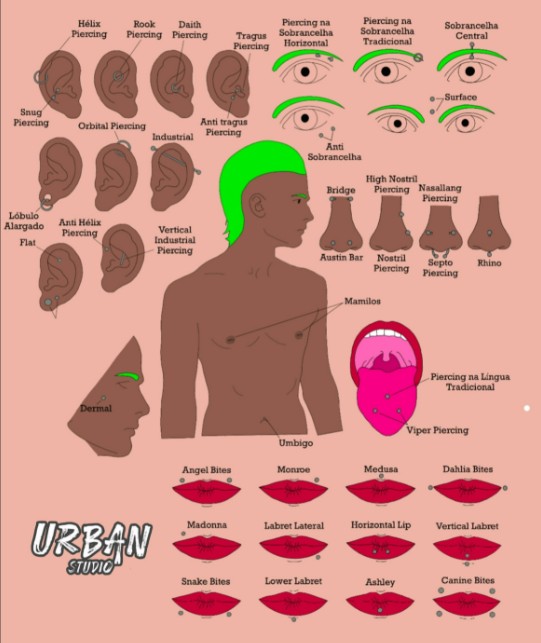 Hélix
Piercing
Rook
Piercing
Daith
Piercing
Tragus
Piercing
Piercing na
Sobrancelha
Horizontal
Piercing na
Sobrancelha
Tradicional
Sobrancelha
Central
Snug
Piercing
Orbital Piercing
Anti tragus
Piercing
Industrial
Surface
Anti
Sobrancelha
Lóbulo
Alargado
Anti Hélix
Piercing
Vertical
Industrial
Piercing
Flat
Bridge
High Nostril
Piercing
Nasallang
Piercing
Austin Bar
Nostril
Piercing
Septo
Piercing
Rhino
Mamilos
Piercing na Língua
Tradicional
Viper Piercing
Dermal
Umbigo
Angel Bites
Monroe
Medusa
Dahlia Bites
Madonna
Labret Lateral
Horizontal Lip
Vertical Labret
Snake Bites
Lower Labret
Ashley
Canine Bites
URBAN
STUDIO